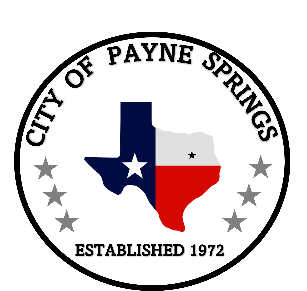 CITY OF PAYNE SPRINGS
ESTABLISHED 1972